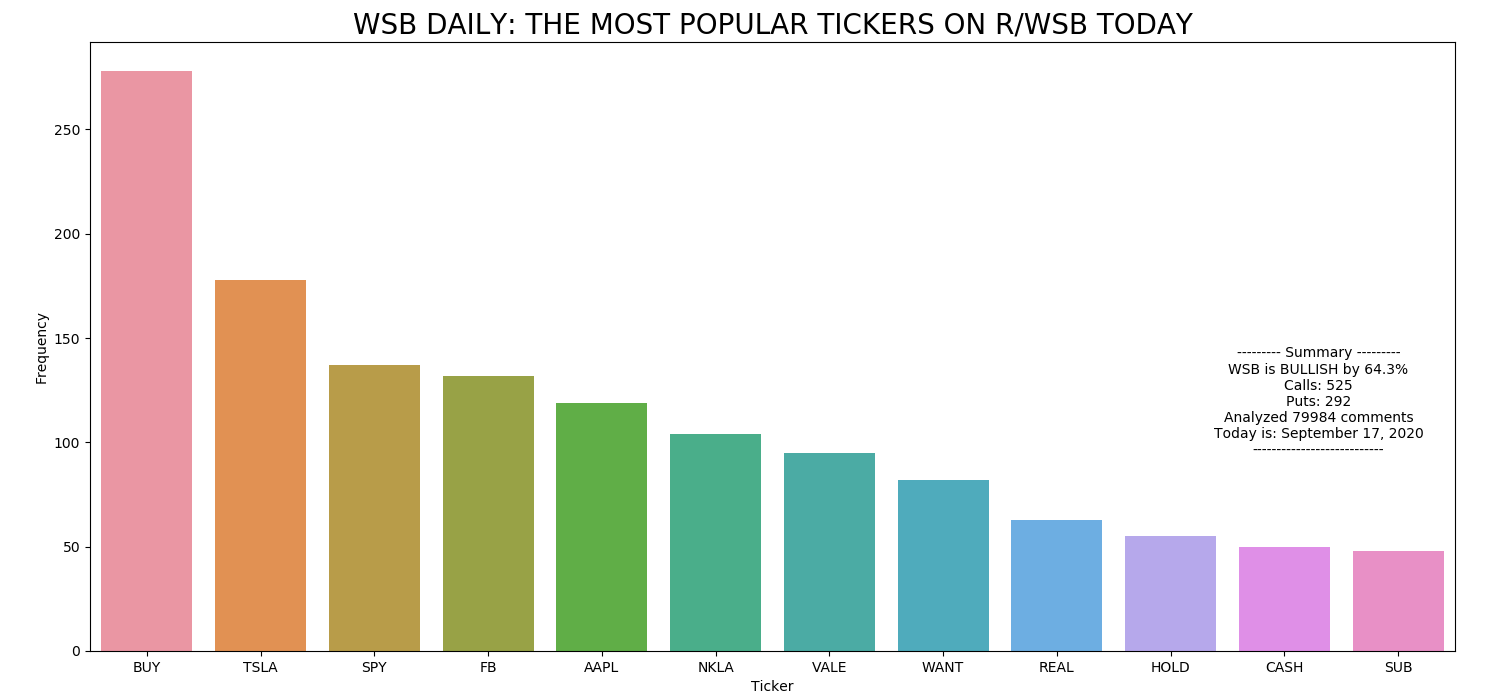 WSB DAILY: THE MOST POPULAR TICKERS ON R/WSB TODAY
250
200
150
100
50
0
Frequency
--------- Summary ---------
WSB is BULLISH by 64.3%
Calls: 525
Puts: 292
Analyzed 79984 comments
Today is: September 17, 2020
---------------------------
BUY TSLA SPY FB AAPL NKLA VALE WANT REAL HOLD CASH SUB
Ticker